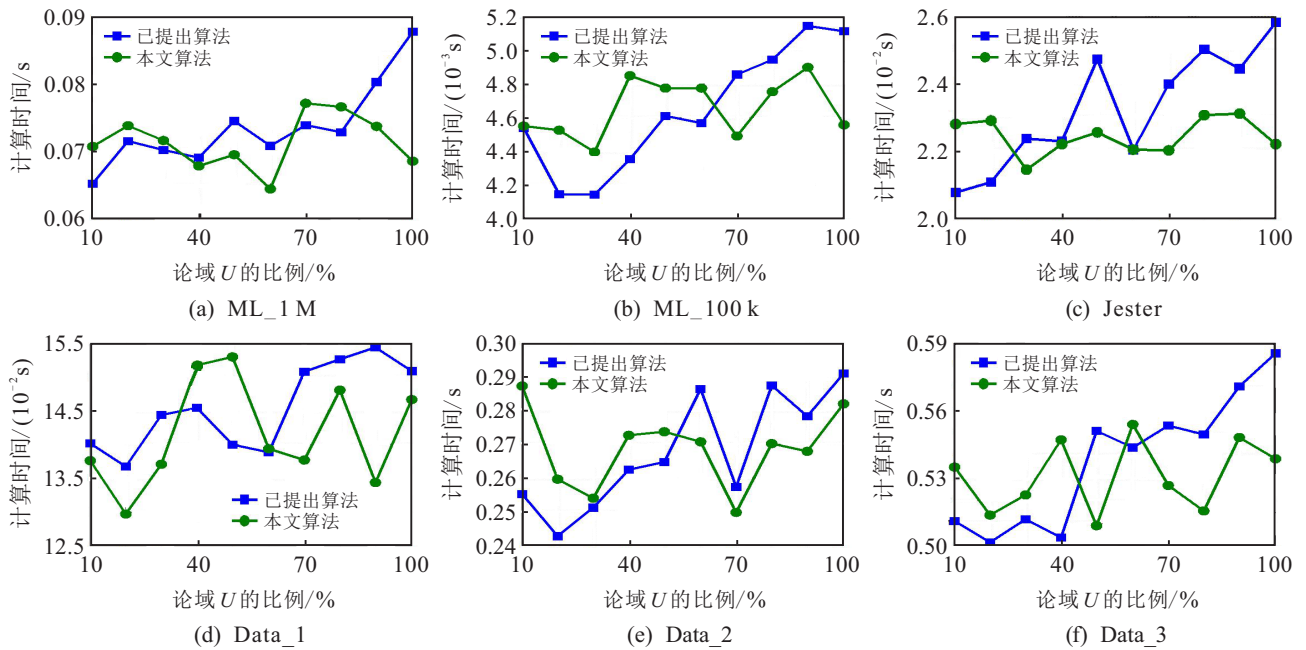 0.09
0.08
0.07
0.06
计算时间/s
已提出算法
本文算法
10
40
70
100
论域 U 的比例/%
(a) ML_1 M
5.2
5.0
4.6
4.2
4.0
计算时间/(10⁻³s)
已提出算法
本文算法
10
40
70
100
论域 U 的比例/%
(b) ML_100 k
2.6
2.4
2.2
2.0
计算时间/(10⁻²s)
已提出算法
本文算法
10
40
70
100
论域 U 的比例/%
(c) Jester
15.5
14.5
13.5
12.5
计算时间/(10⁻²s)
已提出算法
本文算法
10
40
70
100
论域 U 的比例/%
(d) Data_1
0.30
0.29
0.28
0.27
0.26
0.25
0.24
计算时间/s
已提出算法
本文算法
10
40
70
100
论域 U 的比例/%
(e) Data_2
0.59
0.56
0.53
0.50
计算时间/s
已提出算法
本文算法
10
40
70
100
论域 U 的比例/%
(f) Data_3